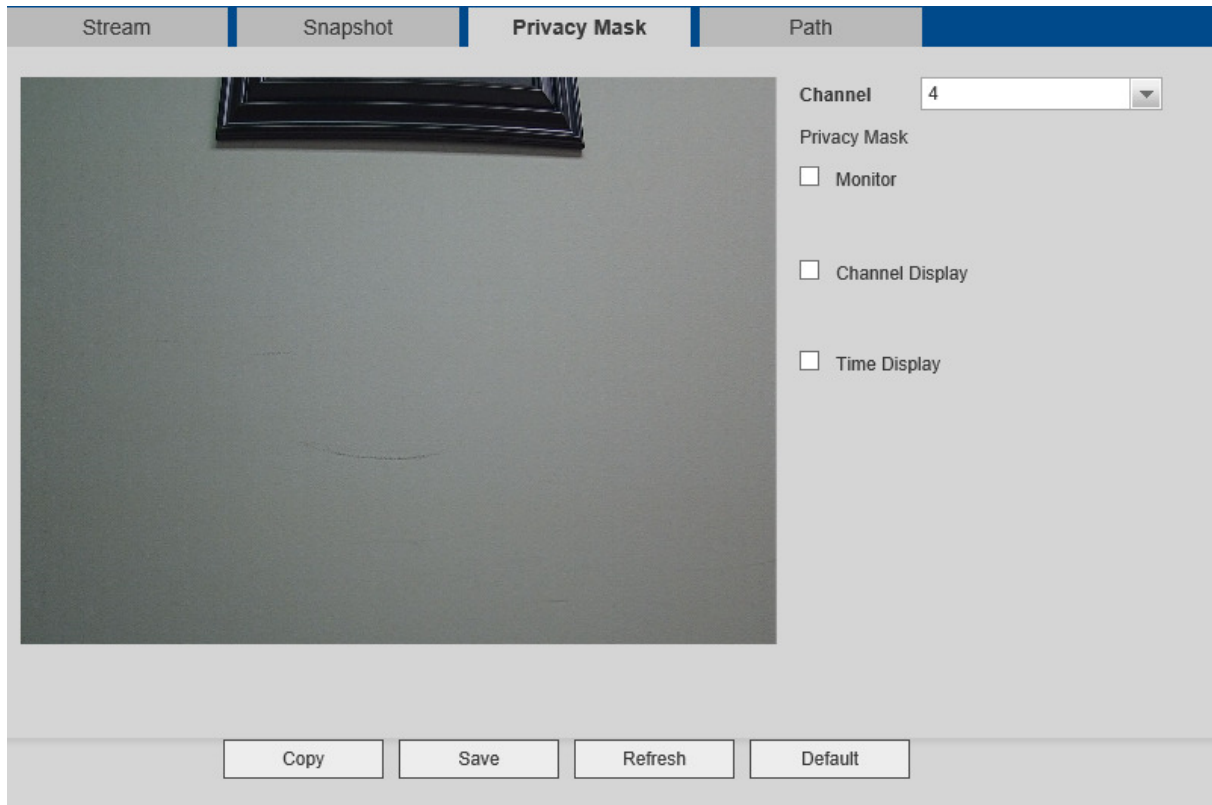 Stream
Snapshot
Privacy Mask
Path
Channel
4
Privacy Mask
Monitor
Channel Display
Time Display
Copy
Save
Refresh
Default